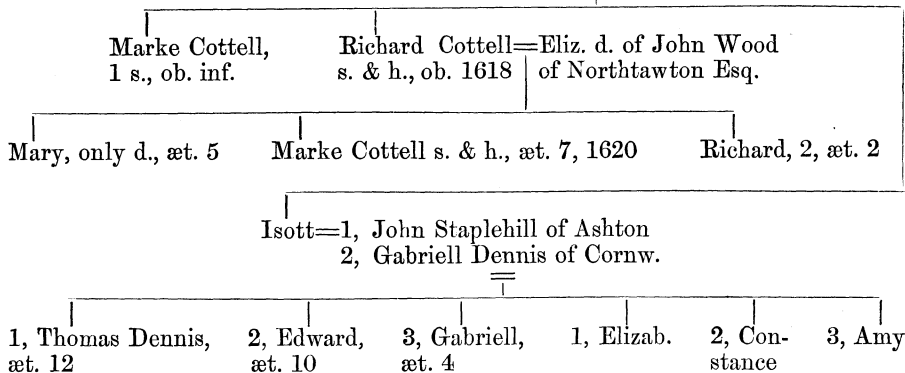 Marke Cottell, Richard Cottell=Eliz. d. of John Wood
1 s., ob. inf. s. & h., ob. 1618 of Northtawton Esq.
Mary, only d., æt. 5 Marke Cottell s. & h., æt. 7, 1620 Richard, 2, æt. 2
Isott=1, John Staplehill of Ashton
2, Gabriell Dennis of Cornw.
=
1, Thomas Dennis, 2, Edward, 3, Gabriell, 1, Elizab. 2, Con- 3, Amy
æt. 12 æt. 10 æt. 4 stance